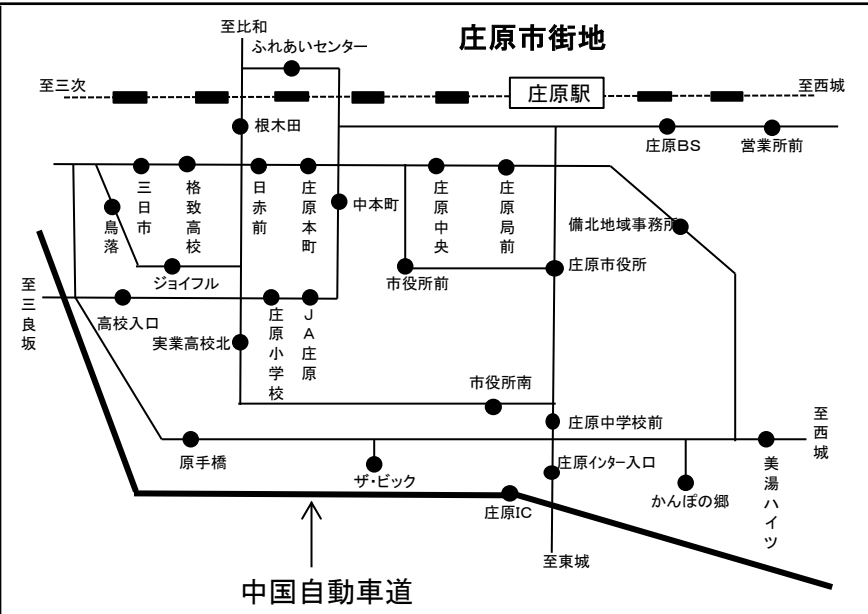 至比和
庄原市街地
ふれあいセンター
至三次
庄原駅
至西城
根木田
庄原BS
営業所前
三日市
格致高校
日赤前
庄原本町
中本町
庄原中央
庄原局前
鳥落
備北地域事務所
ジョイフル
市役所前
庄原市役所
至三良坂
高校入口
実業高校北
庄原小学校
JA庄原
市役所南
庄原中学校前
至西城
原手橋
ザ・ビック
庄原インター入口
かんぽの郷
美湯ハイツ
庄原IC
至東城
中国自動車道